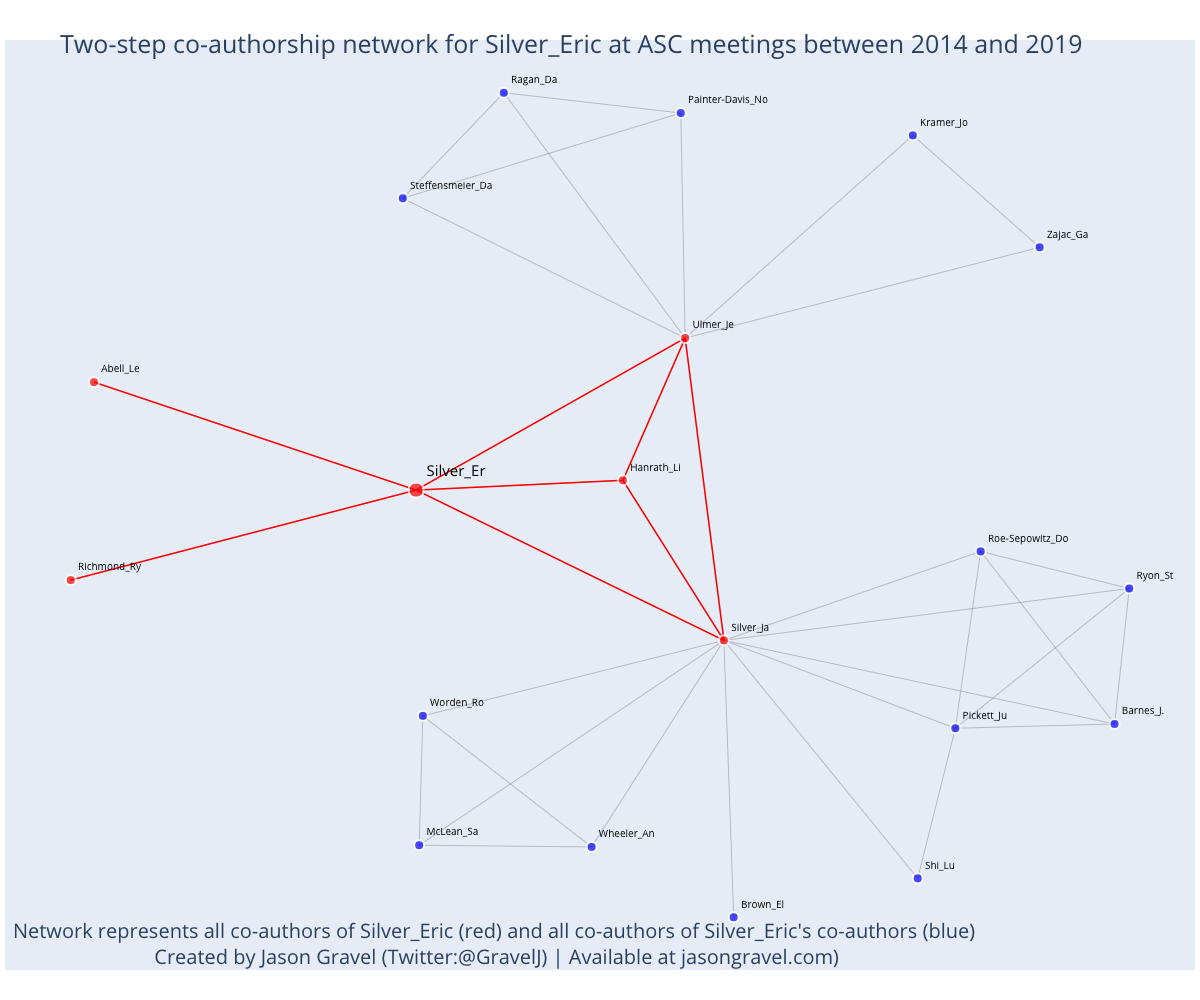 Two-step co-authorship network for Silver_Eric at ASC meetings between 2014 and 2019
Ragan_Da
Painter-Davis_No
Kramer_Jo
Steffensmeier_Da
Zajac_Ga
Ulmer_Je
Abell_Le
Silver_Er
Hanrath_Li
Roe-Sepowitz_Do
Richmond_Ry
Ryon_St
Silver_Ja
Worden_Ro
Pickett_Ju
Barnes_J.
McLean_Sa
Wheeler_An
Shi_Lu
Brown_El
Network represents all co-authors of Silver_Eric (red) and all co-authors of Silver_Eric's co-authors (blue)
Created by Jason Gravel (Twitter:@GravelJ) | Available at jasongravel.com)